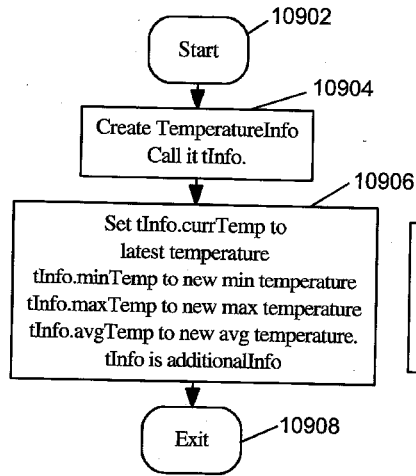 10902
Start
10904
Create TemperatureInfo
Call it tInfo.
10906
Set tInfo.currTemp to
latest temperature
tInfo.minTemp to new min temperature
tInfo.maxTemp to new max temperature
tInfo.avgTemp to new avg temperature.
tInfo is additionalInfo
10908
Exit